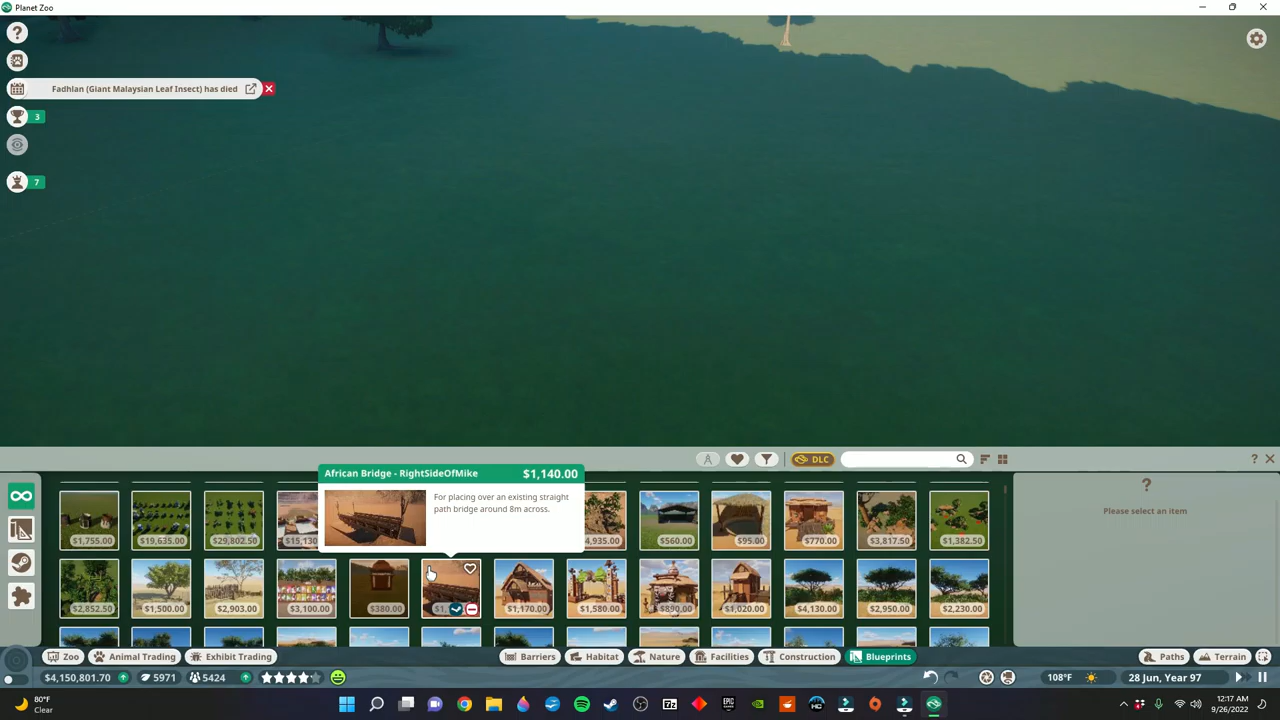 Planet Zoo
?
Fadhlan (Giant Malaysian Leaf Insect) has died
3
7
DLC
?
African Bridge - RightSideOfMike $1,140.00
For placing over an existing straight
path bridge around 8m across.
?
Please select an item
$1,755.00 $19,635.00 $29,802.50 $560.00 $95.00 $770.00 $3,817.50 $1,382.50
$2,852.50 $1,500.00 $2,903.00 $3,100.00 $380.00 $1,170.00 $1,580.00 $890.00 $1,020.00 $4,130.00 $2,950.00 $2,230.00
Zoo Animal Trading Exhibit Trading Barriers Habitat Nature Facilities Construction Blueprints Paths Terrain
$4,150,801.70 5971 5424 108°F 28 Jun, Year 97
80°F
Clear
12:17 AM
9/26/2022